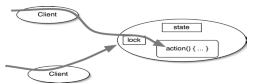 Client
state
lock
action() { ... }
Client